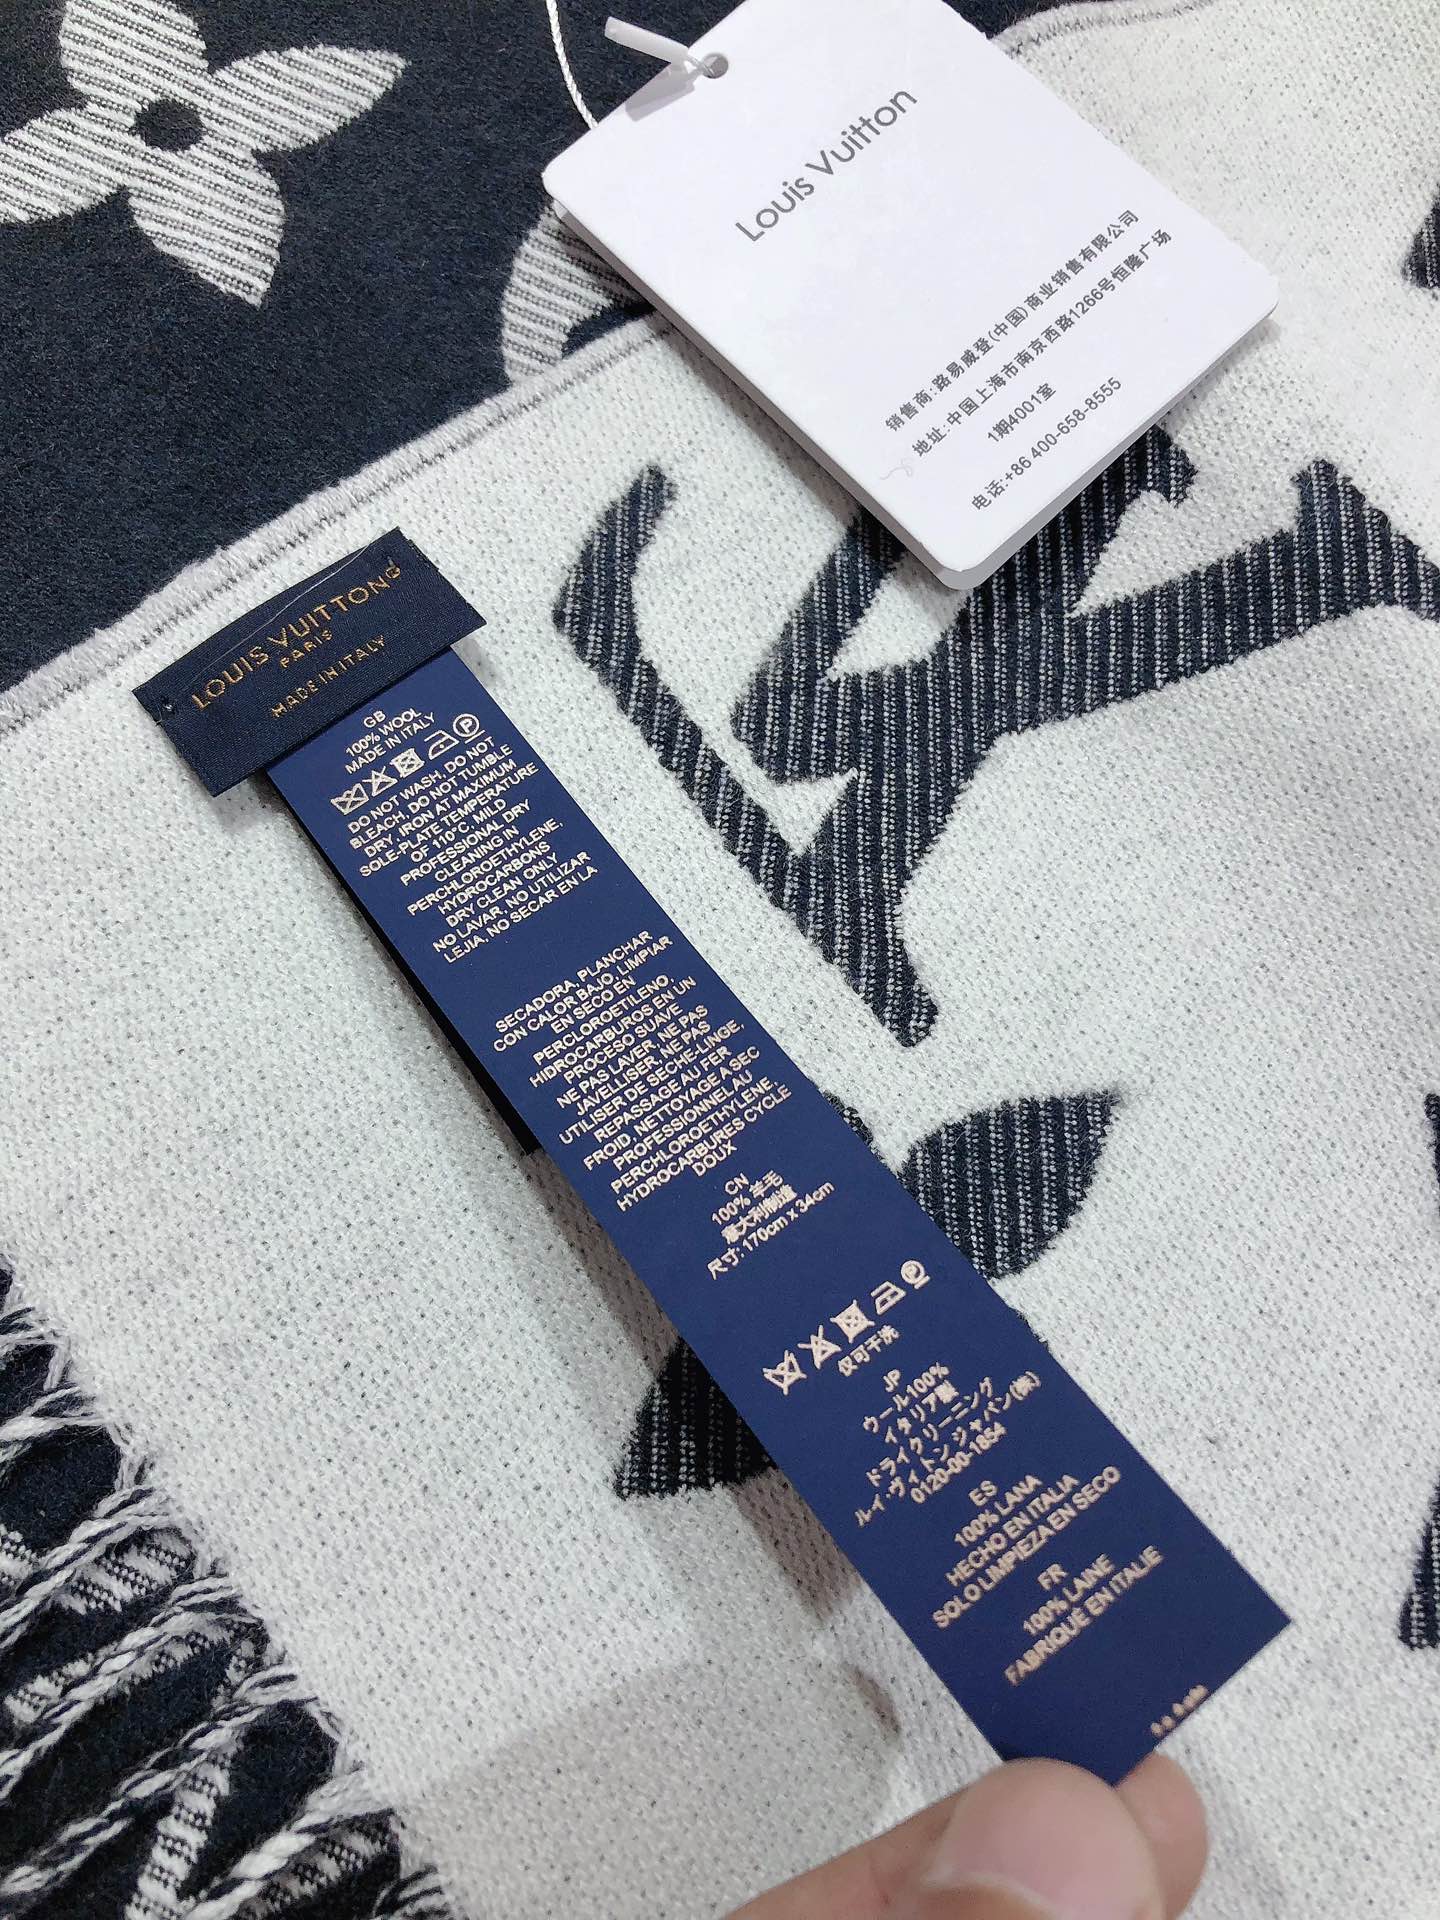 Louis Vuitton
销售商:路易威登(中国)商业销售有限公司
地址:中国上海市南京西路1266号恒隆广场
1期4001室
电话:+86 400-658-8555
LOUIS VUITTON
PARIS
MADE IN ITALY
GB
100% WOOL
MADE IN ITALY
DO NOT WASH, DO NOT
BLEACH, DO NOT TUMBLE
DRY, IRON AT MAXIMUM
SOLE-PLATE TEMPERATURE
OF 110°C, MILD
PROFESSIONAL DRY
CLEANING IN
PERCHLOROETHYLENE,
HYDROCARBONS
DRY CLEAN ONLY
NO LAVAR, NO UTILIZAR
LEJIA, NO SECAR EN LA
SECADORA, PLANCHAR
CON CALOR BAJO, LIMPIAR
EN SECO EN
PERCLOROETILENO,
HIDROCARBUROS EN UN
PROCESO SUAVE
NE PAS LAVER, NE PAS
JAVELLISER, NE PAS
UTILISER DE SECHE-LINGE,
REPASSAGE AU FER
FROID, NETTOYAGE A SEC
PROFESSIONNEL AU
PERCHLOROETHYLENE,
HYDROCARBURES CYCLE
DOUX
CN
100% 羊毛
意大利制造
尺寸: 170cm x 34cm
仅可干洗
JP
ウール100%
イタリア製
ドライクリーニング
ルイ・ヴィトン ジャパン(株)
0120-00-1854
ES
100% LANA
HECHO EN ITALIA
SOLO LIMPIEZA EN SECO
FR
100% LAINE
FABRIQUÉ EN ITALIE